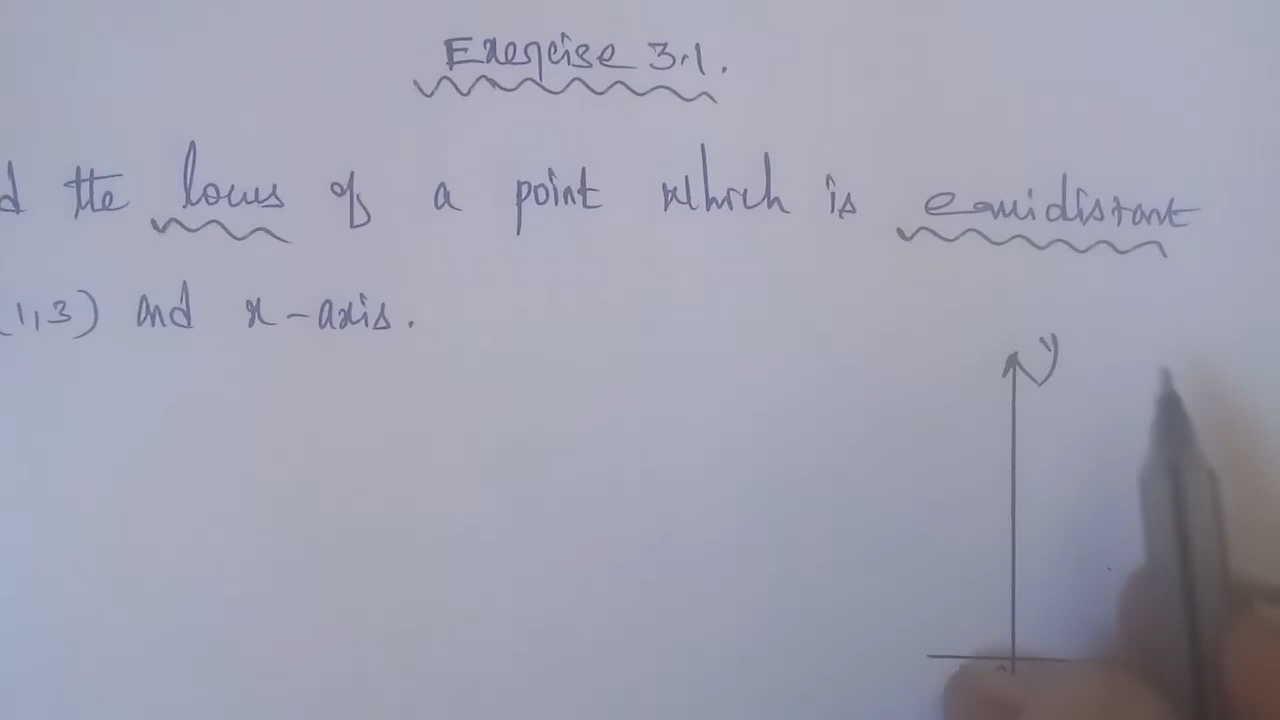 Exercise 3.1.
d the locus of a point which is equidistant
(1,3) and x-axis.
y